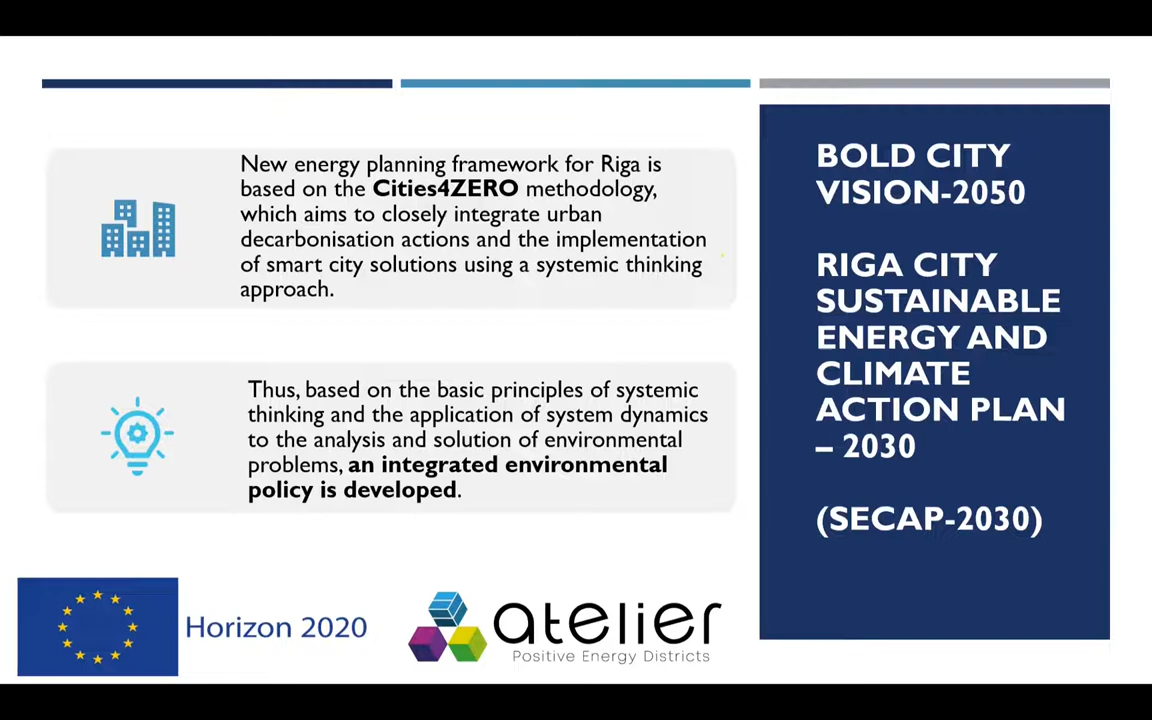 New energy planning framework for Riga is
based on the Cities4ZERO methodology,
which aims to closely integrate urban
decarbonisation actions and the implementation
of smart city solutions using a systemic thinking
approach.
Thus, based on the basic principles of systemic
thinking and the application of system dynamics
to the analysis and solution of environmental
problems, an integrated environmental
policy is developed.
BOLD CITY
VISION-2050
RIGA CITY
SUSTAINABLE
ENERGY AND
CLIMATE
ACTION PLAN
– 2030
(SECAP-2030)
Horizon 2020
atelier
Positive Energy Districts